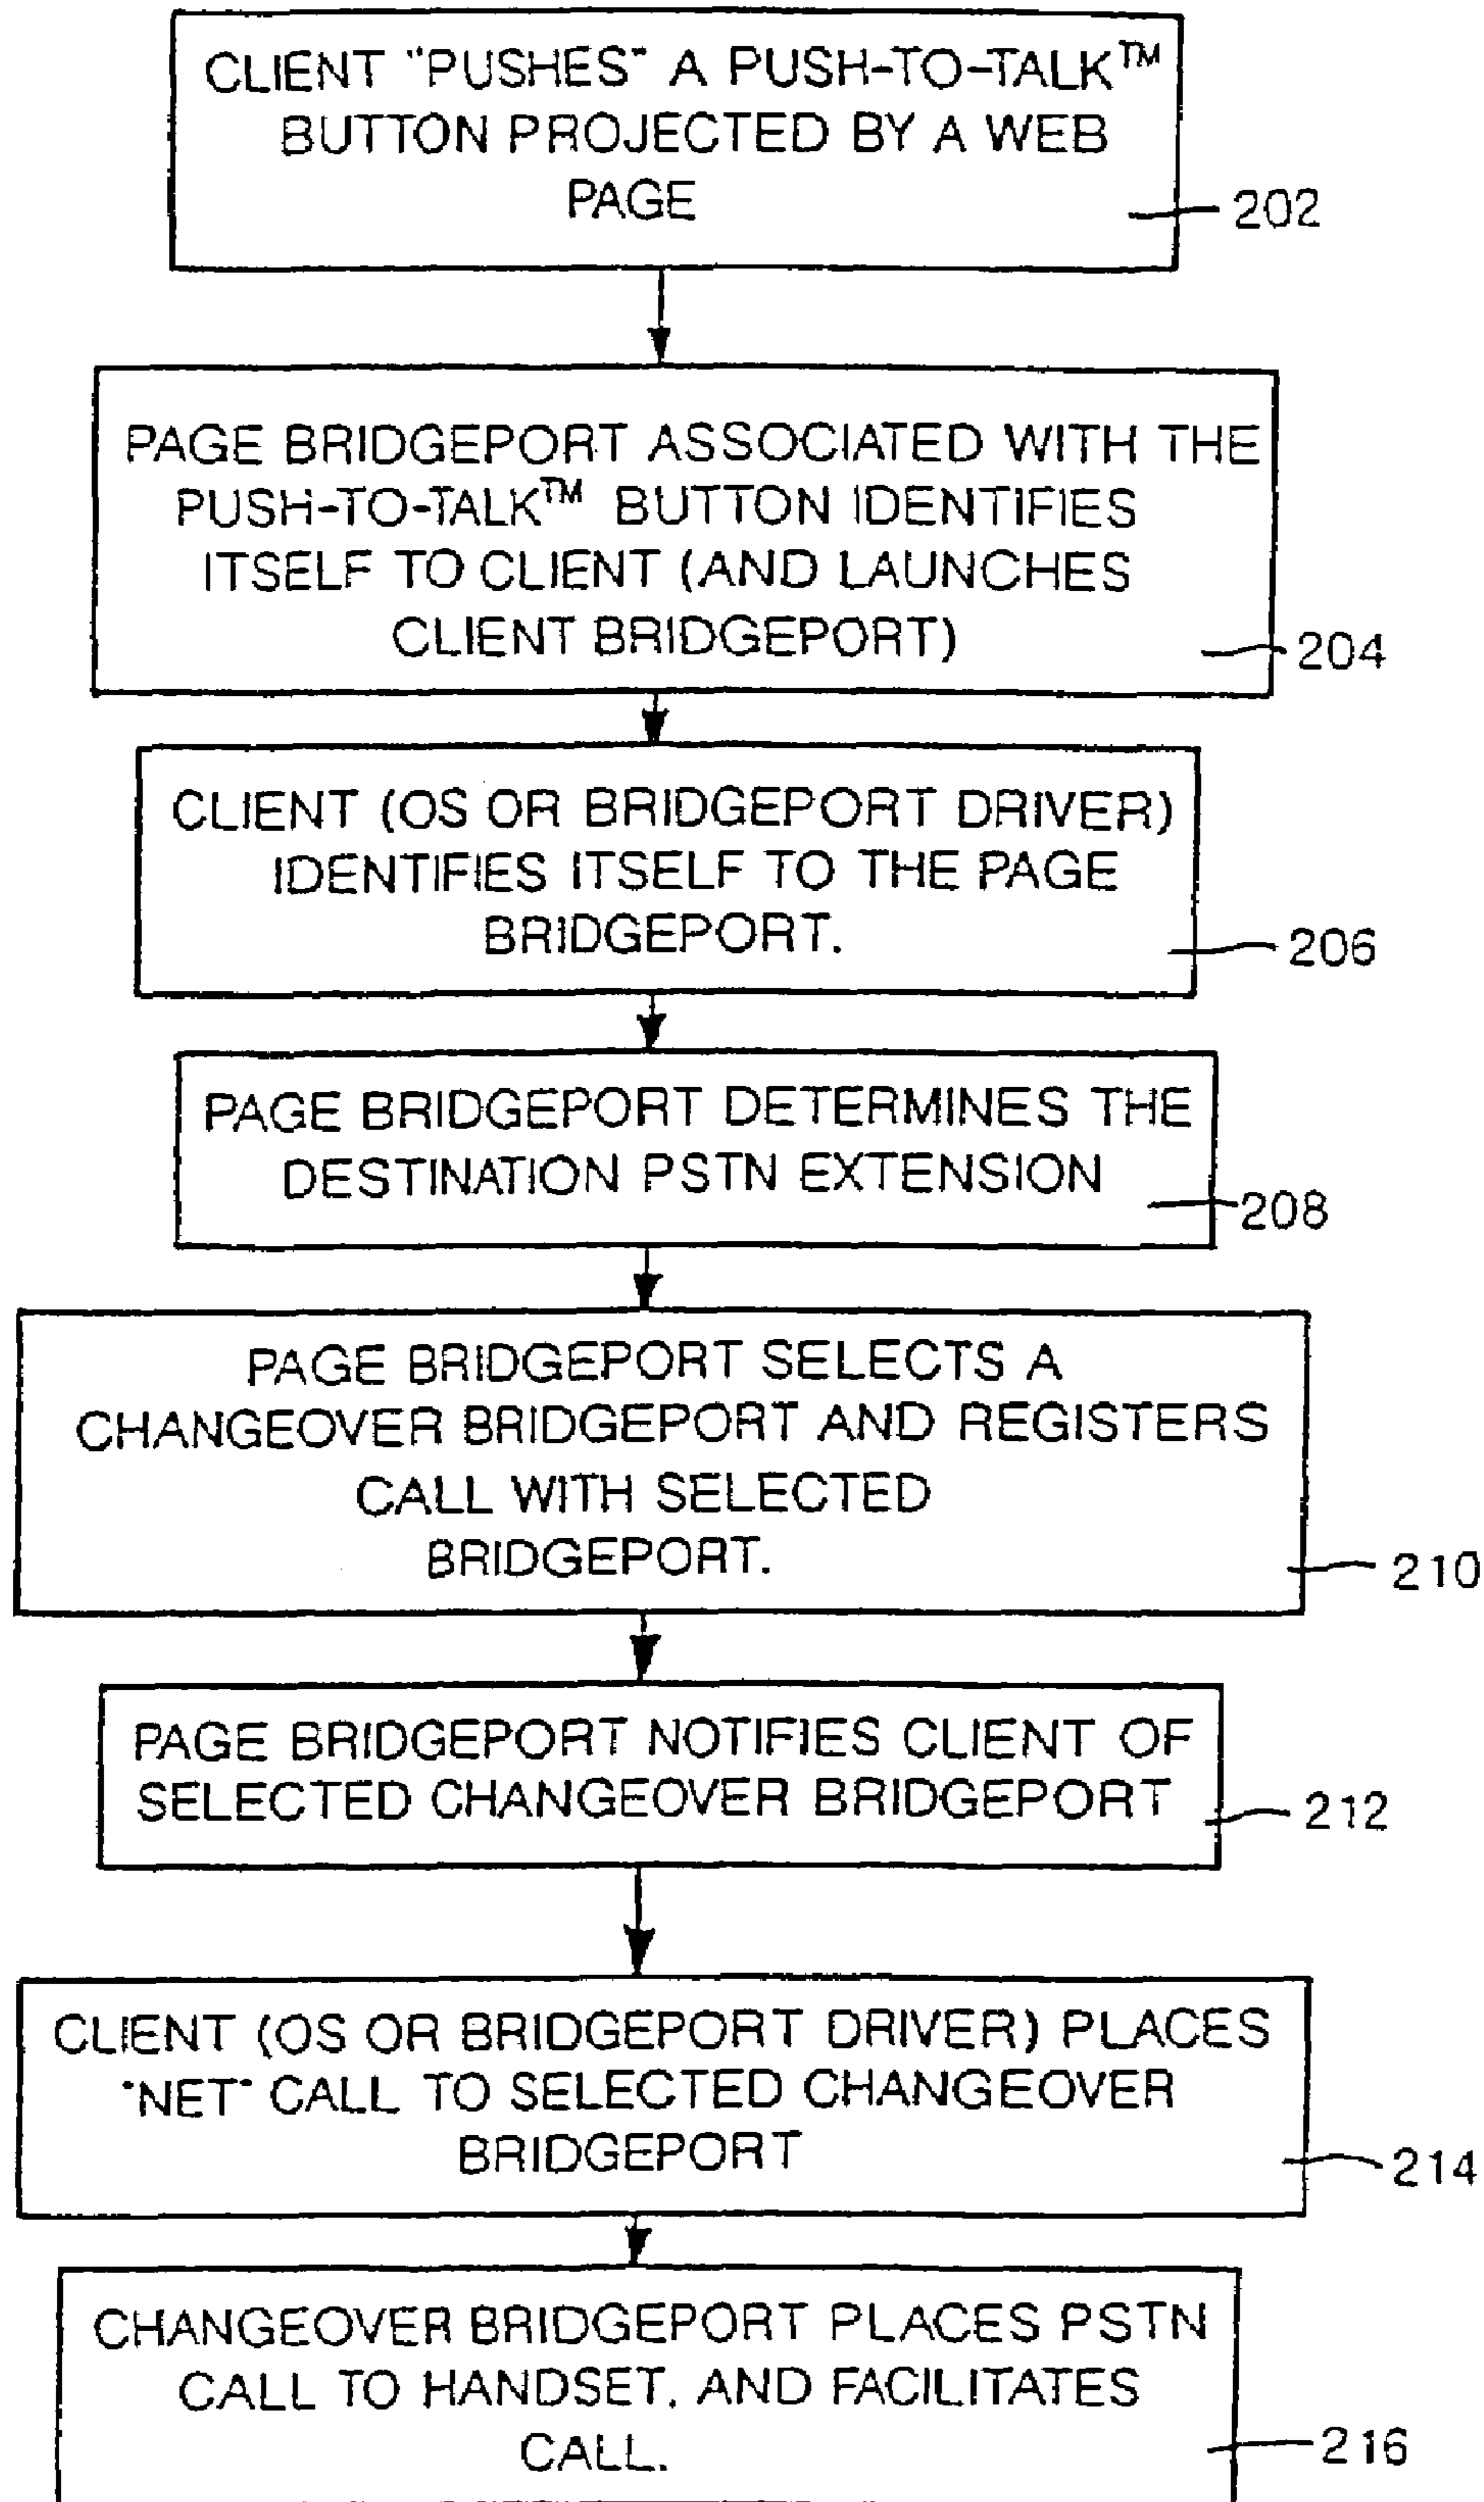 CLIENT "PUSHES" A PUSH-TO-TALK™
BUTTON PROJECTED BY A WEB
PAGE
202
PAGE BRIDGEPORT ASSOCIATED WITH THE
PUSH-TO-TALK™ BUTTON IDENTIFIES
ITSELF TO CLIENT (AND LAUNCHES
CLIENT BRIDGEPORT)
204
CLIENT (OS OR BRIDGEPORT DRIVER)
IDENTIFIES ITSELF TO THE PAGE
BRIDGEPORT.
206
PAGE BRIDGEPORT DETERMINES THE
DESTINATION PSTN EXTENSION
208
PAGE BRIDGEPORT SELECTS A
CHANGEOVER BRIDGEPORT AND REGISTERS
CALL WITH SELECTED
BRIDGEPORT.
210
PAGE BRIDGEPORT NOTIFIES CLIENT OF
SELECTED CHANGEOVER BRIDGEPORT
212
CLIENT (OS OR BRIDGEPORT DRIVER) PLACES
"NET" CALL TO SELECTED CHANGEOVER
BRIDGEPORT
214
CHANGEOVER BRIDGEPORT PLACES PSTN
CALL TO HANDSET, AND FACILITATES
CALL.
216